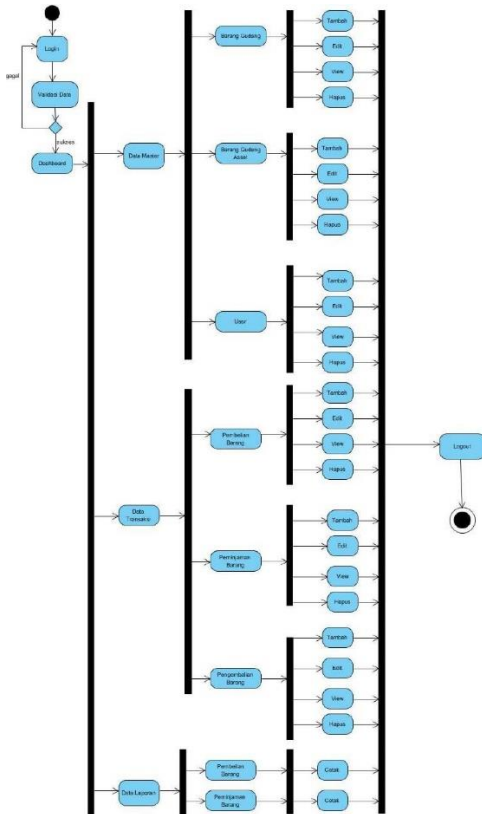 Login
gagal
Validasi Data
sukses
Dashboard
Data Master
Barang Gudang
Tambah
Edit
View
Hapus
Barang Gudang
Asset
Tambah
Edit
View
Hapus
User
Tambah
Edit
View
Hapus
Data
Transaksi
Pembelian
Barang
Tambah
Edit
View
Hapus
Peminjaman
Barang
Tambah
Edit
View
Hapus
Pengembalian
Barang
Tambah
Edit
View
Hapus
Data Laporan
Pembelian
Barang
Cetak
Peminjaman
Barang
Cetak
Logout